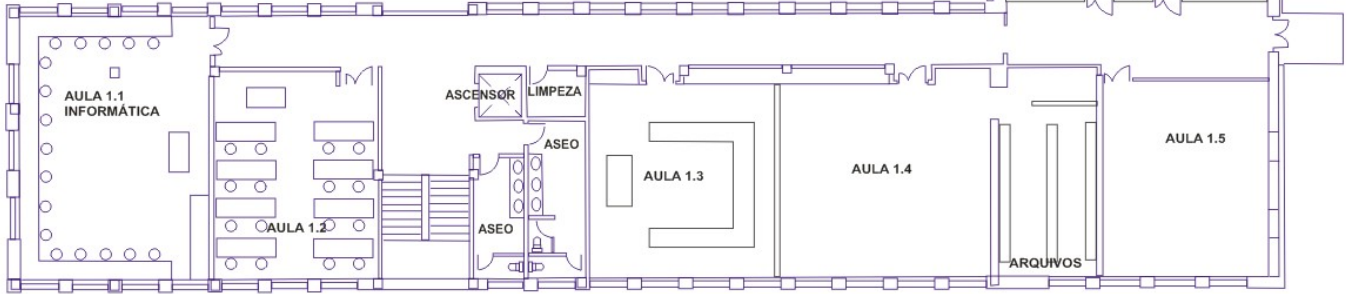 AULA 1.1
INFORMÁTICA
AULA 1.2
ASCENSOR
LIMPEZA
ASEO
ASEO
AULA 1.3
AULA 1.4
ARQUIVOS
AULA 1.5